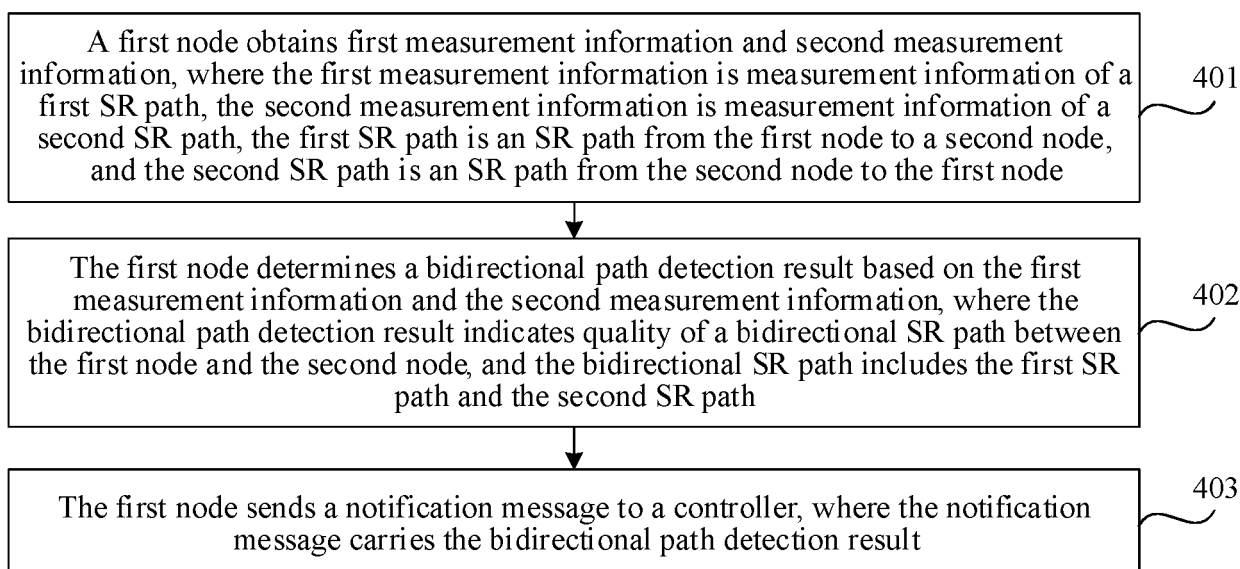 A first node obtains first measurement information and second measurement
information, where the first measurement information is measurement information of a
first SR path, the second measurement information is measurement information of a
second SR path, the first SR path is an SR path from the first node to a second node,
and the second SR path is an SR path from the second node to the first node
401
The first node determines a bidirectional path detection result based on the first
measurement information and the second measurement information, where the
bidirectional path detection result indicates quality of a bidirectional SR path between
the first node and the second node, and the bidirectional SR path includes the first SR
path and the second SR path
402
The first node sends a notification message to a controller, where the notification
message carries the bidirectional path detection result
403